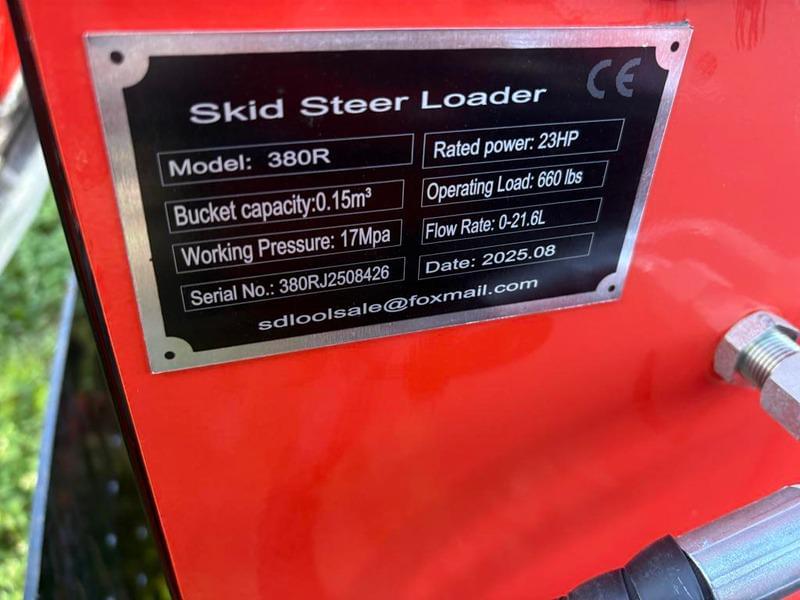 CE
Skid Steer Loader
Model: 380R
Rated power: 23HP
Bucket capacity:0.15m³
Operating Load: 660 lbs
Working Pressure: 17Mpa
Flow Rate: 0-21.6L
Serial No.: 380RJ2508426
Date: 2025.08
sdloolsale@foxmail.com